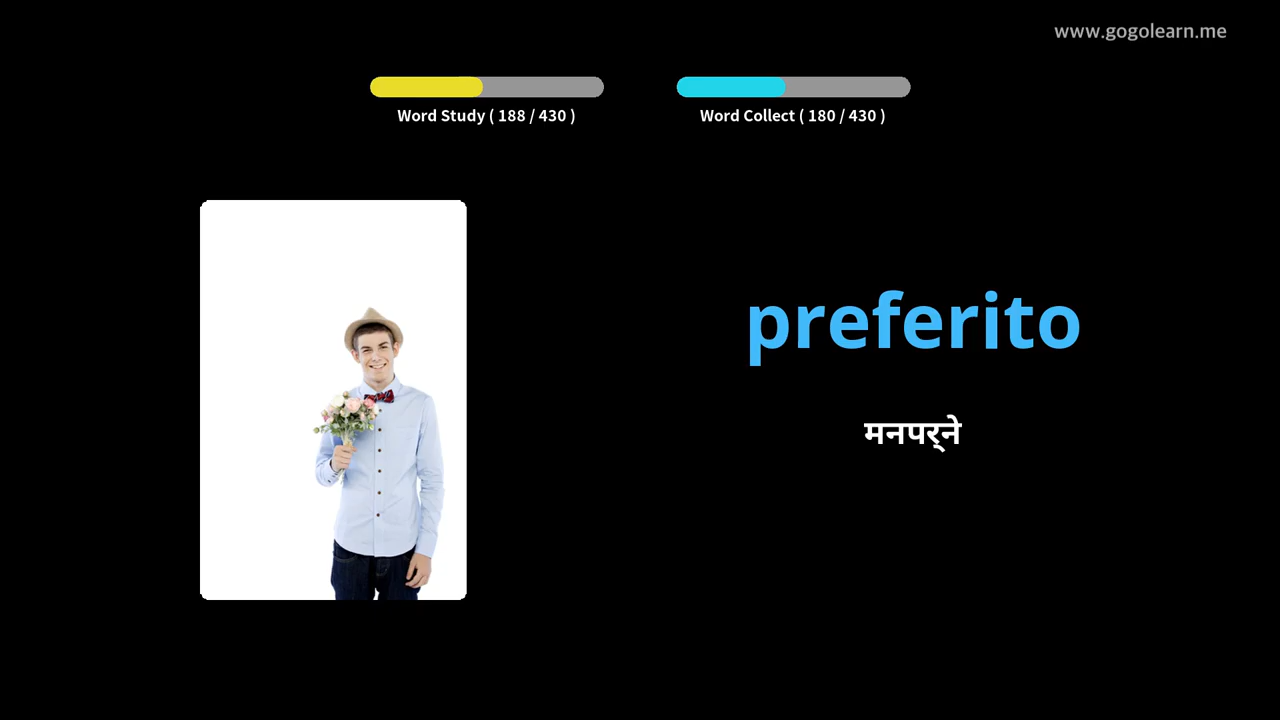 www.gogolearn.me
Word Study ( 188 / 430 )
Word Collect ( 180 / 430 )
preferito
मनपर्‌ने